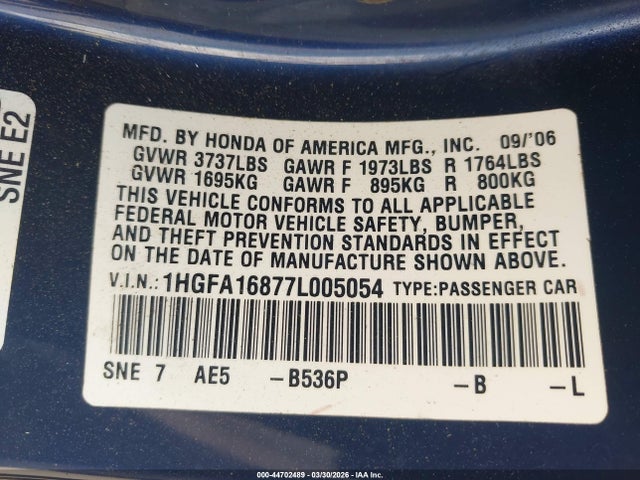 SNE E2
MFD. BY HONDA OF AMERICA MFG., INC. 09/'06
GVWR 3737LBS GAWR F 1973LBS R 1764LBS
GVWR 1695KG GAWR F 895KG R 800KG
THIS VEHICLE CONFORMS TO ALL APPLICABLE
FEDERAL MOTOR VEHICLE SAFETY, BUMPER,
AND THEFT PREVENTION STANDARDS IN EFFECT
ON THE DATE OF MANUFACTURE SHOWN ABOVE.
V.I.N.: 1HGFA16877L005054 TYPE:PASSENGER CAR
SNE 7 AE5 -B536P -B -L
000-44702489 - 03/30/2026 - IAA Inc.